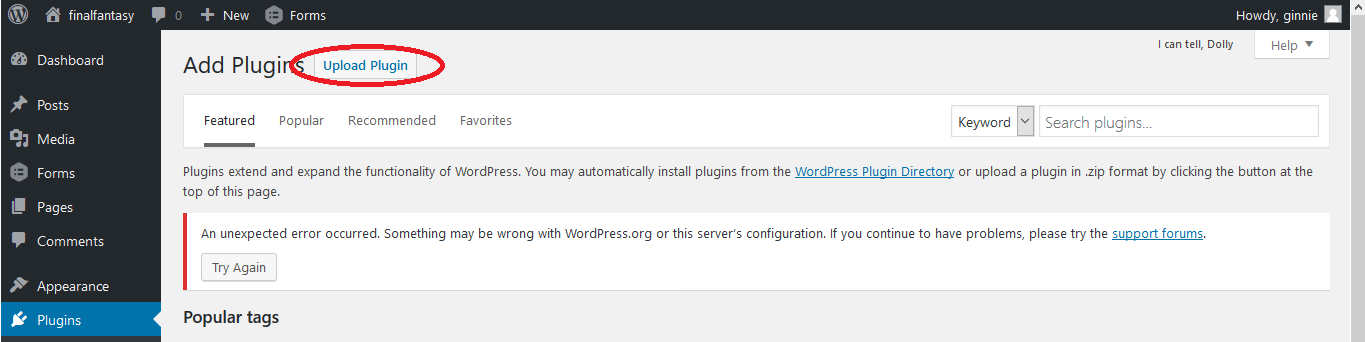 finalfantasy 0 New Forms Howdy, ginnie
I can tell, Dolly Help
Dashboard
Posts
Media
Forms
Pages
Comments
Appearance
Plugins
Add Plugins Upload Plugin
Featured Popular Recommended Favorites Keyword Search plugins...
Plugins extend and expand the functionality of WordPress. You may automatically install plugins from the WordPress Plugin Directory or upload a plugin in .zip format by clicking the button at the
top of this page.
An unexpected error occurred. Something may be wrong with WordPress.org or this server's configuration. If you continue to have problems, please try the support forums.
Try Again
Popular tags